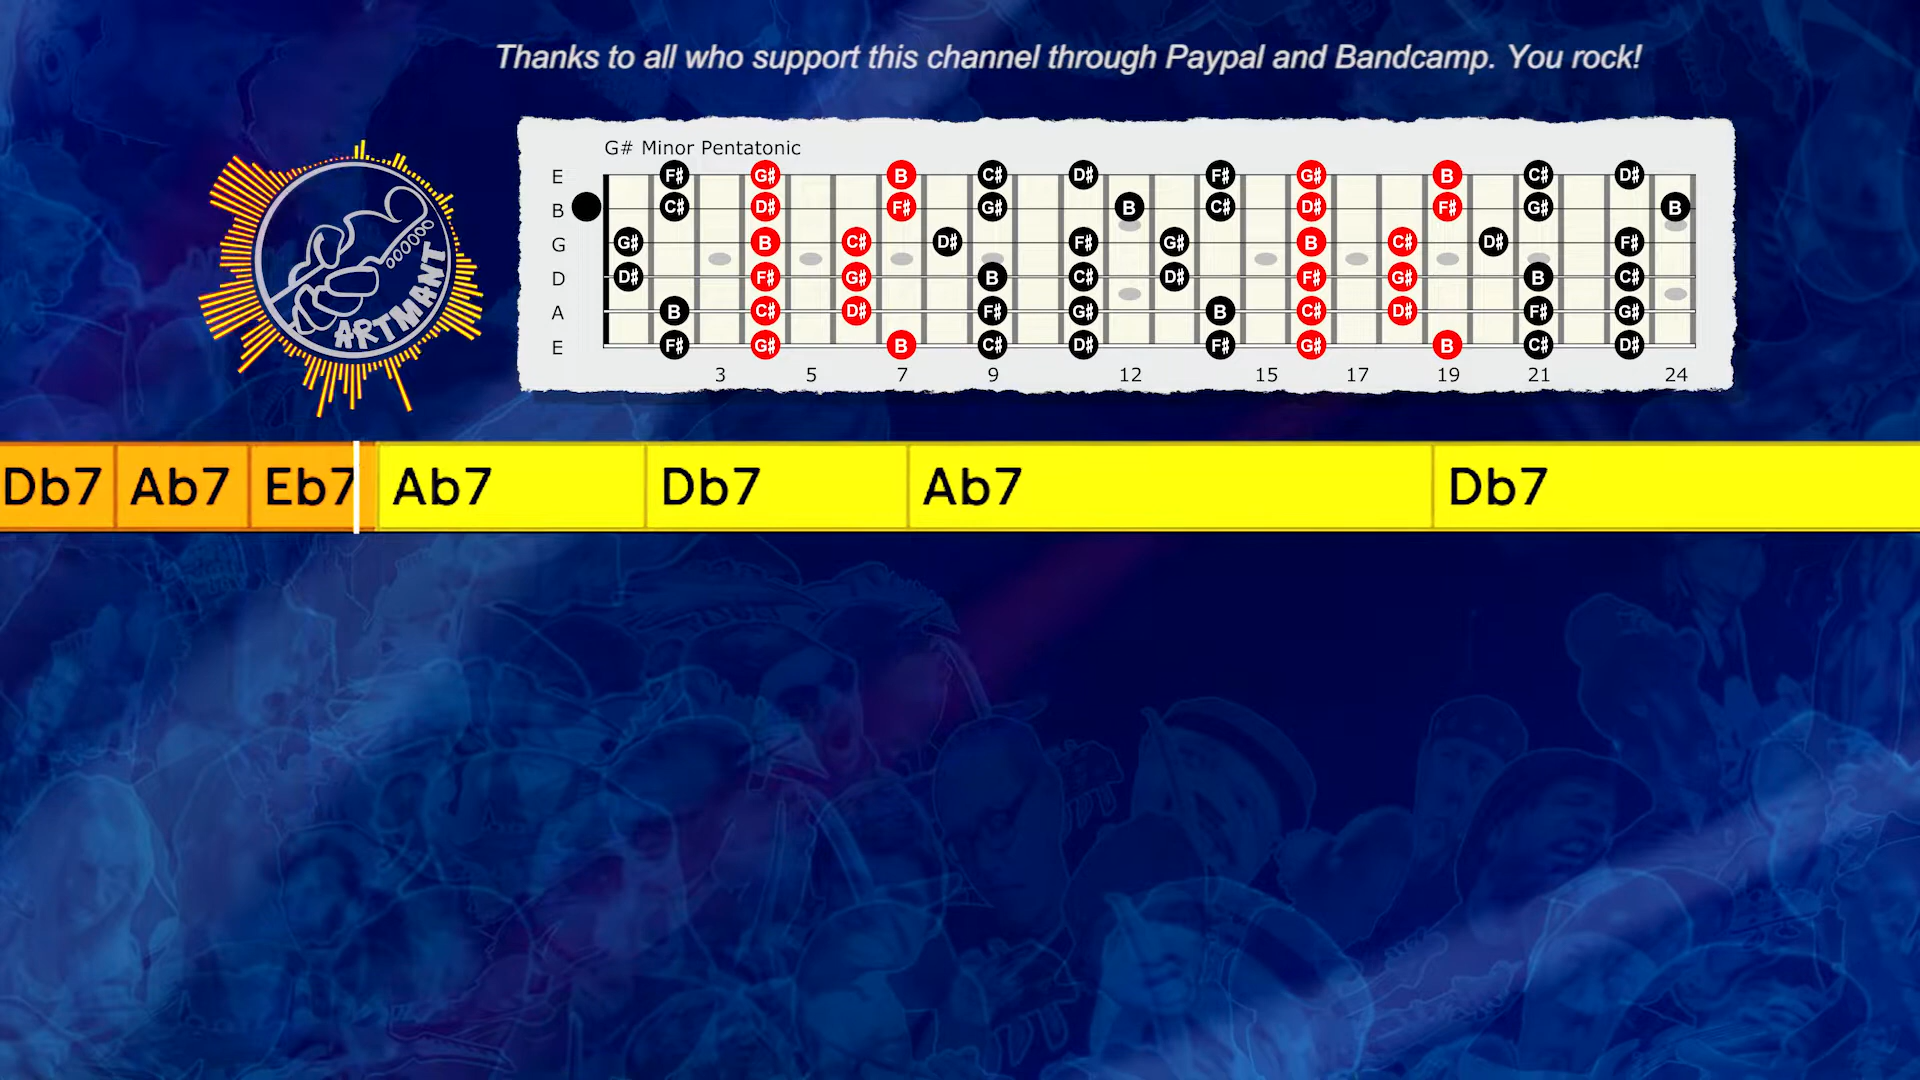 Thanks to all who support this channel through Paypal and Bandcamp. You rock!
G# Minor Pentatonic
E F# G# B C# D# F# G# B C# D#
B C# D# F# G# B C# D# F# G# B
G G# B C# D# F# G# B C# D# F#
D D# F# G# B C# D# F# G# B C#
A B C# D# F# G# B C# D# F# G#
E F# G# B C# D# F# G# B C# D#
3 5 7 9 12 15 17 19 21 24
ARTMANT
Db7 Ab7 Eb7 Ab7 Db7 Ab7 Db7